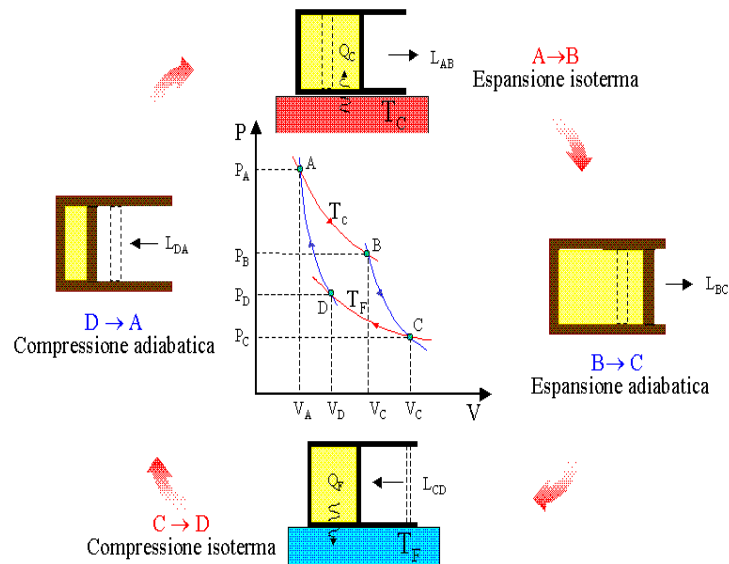 Q_C
L_AB
T_C
A→B
Espansione isoterma
P
P_A
A
T_C
B
P_B
P_D
D
T_F
C
P_C
V_A
V_D
V_C
V_C
V
L_DA
D → A
Compressione adiabatica
L_BC
B → C
Espansione adiabatica
Q_F
L_CD
T_F
C → D
Compressione isoterma